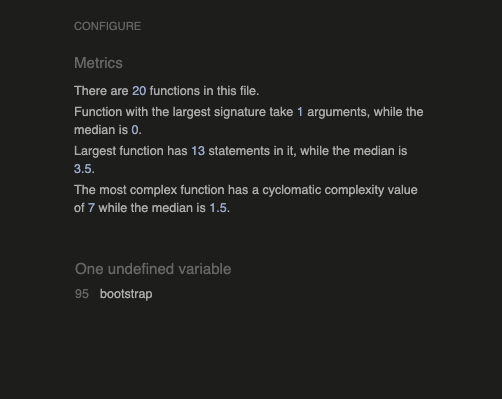 CONFIGURE
Metrics
There are 20 functions in this file.
Function with the largest signature take 1 arguments, while the
median is 0.
Largest function has 13 statements in it, while the median is
3.5.
The most complex function has a cyclomatic complexity value
of 7 while the median is 1.5.
One undefined variable
95 bootstrap